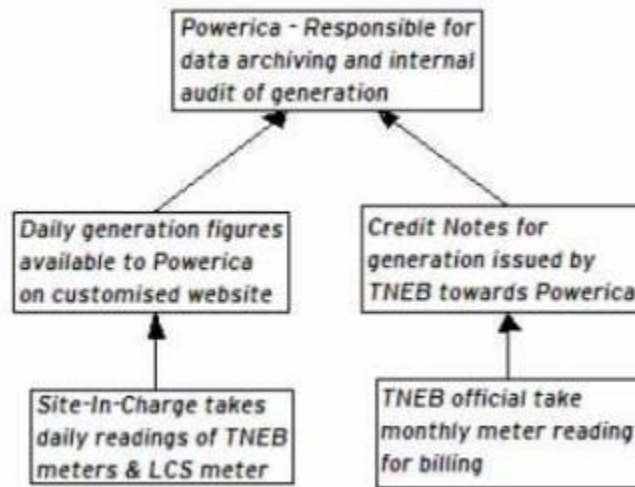 Powerica - Responsible for
data archiving and internal
audit of generation
Daily generation figures
available to Powerica
on customised website
Credit Notes for
generation issued by
TNEB towards Powerica
Site-In-Charge takes
daily readings of TNEB
meters & LCS meter
TNEB official take
monthly meter reading
for billing